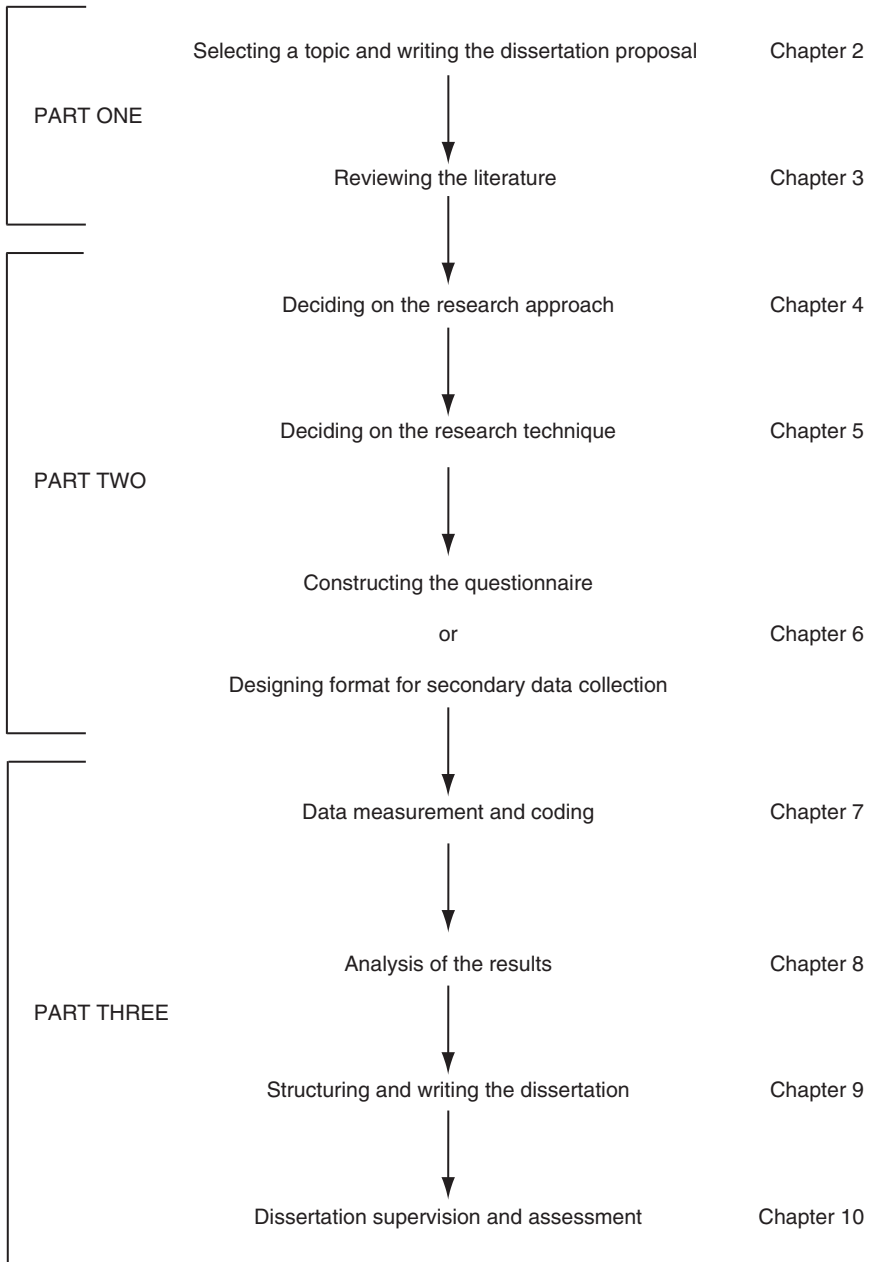 Selecting a topic and writing the dissertation proposal Chapter 2
PART ONE
Reviewing the literature Chapter 3
Deciding on the research approach Chapter 4
Deciding on the research technique Chapter 5
PART TWO
Constructing the questionnaire
or Chapter 6
Designing format for secondary data collection
Data measurement and coding Chapter 7
Analysis of the results Chapter 8
PART THREE
Structuring and writing the dissertation Chapter 9
Dissertation supervision and assessment Chapter 10